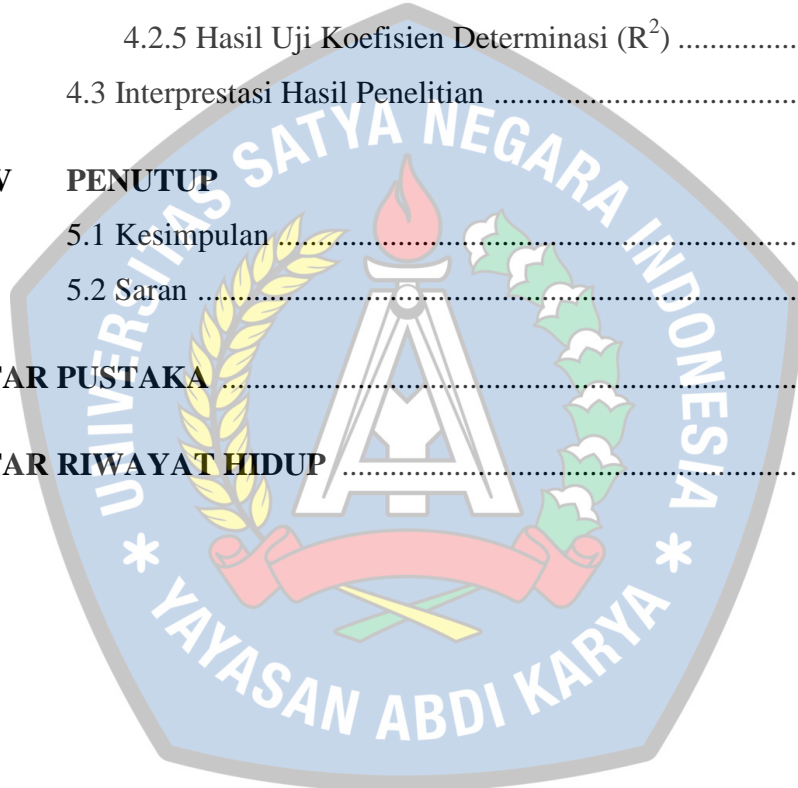 4.2.5 Hasil Uji Koefisien Determinasi (R²) ................
4.3 Interprestasi Hasil Penelitian ........................................
V PENUTUP
5.1 Kesimpulan ......................................................................
5.2 Saran ................................................................................
TAR PUSTAKA ............................................................................
TAR RIWAYAT HIDUP ............................................................
UNIVERSITAS SATYA NEGARA INDONESIA
* YAYASAN ABDI KARYA *